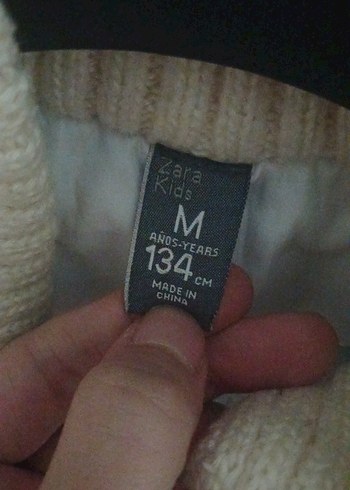 Zara
Kids
M
AÑOS-YEARS
134 CM
MADE IN
CHINA